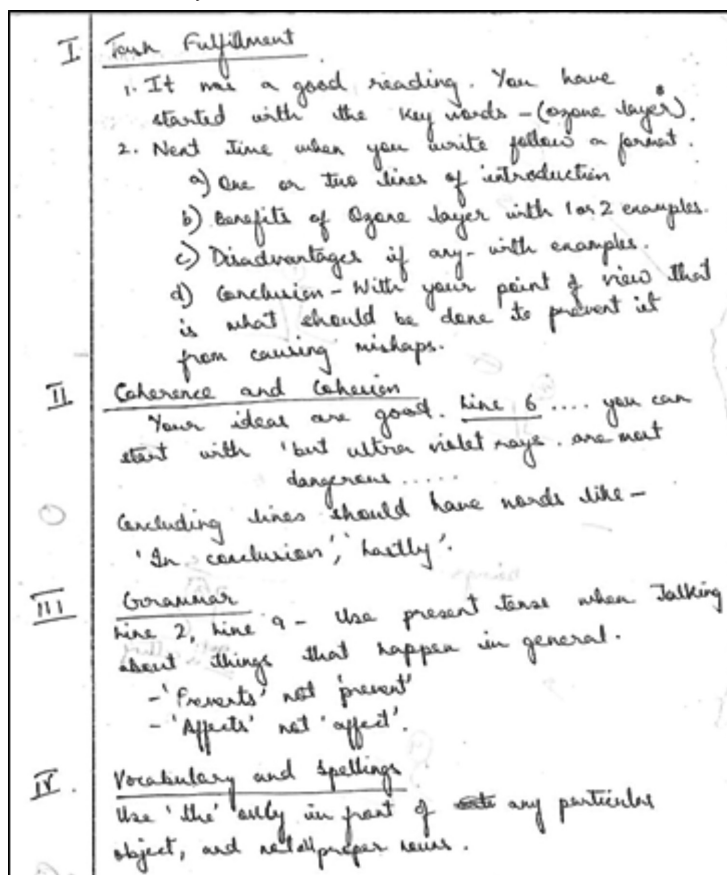 I Task Fulfillment
1. It was a good reading. You have
started with the key words - (ozone layer).
2. Next time when you write follow a format.
a) One or two lines of introduction
b) Benefits of Ozone layer with 1 or 2 examples.
c) Disadvantages if any - with examples.
d) Conclusion - With your point of view that
is what should be done to prevent it
from causing mishaps.
II Coherence and Cohesion
Your ideas are good. Line 6 .... you can
start with 'but ultra violet rays are most
dangerous .....
Concluding lines should have words like -
'In conclusion', 'Lastly'.
III Grammar
Line 2, Line 9 - Use present tense when Talking
about things that happen in general.
- 'Prevents' not 'prevent'
- 'Affects' not 'affect'.
IV. Vocabulary and Spellings
Use 'the' only in front of any particular
object, and not proper nouns.